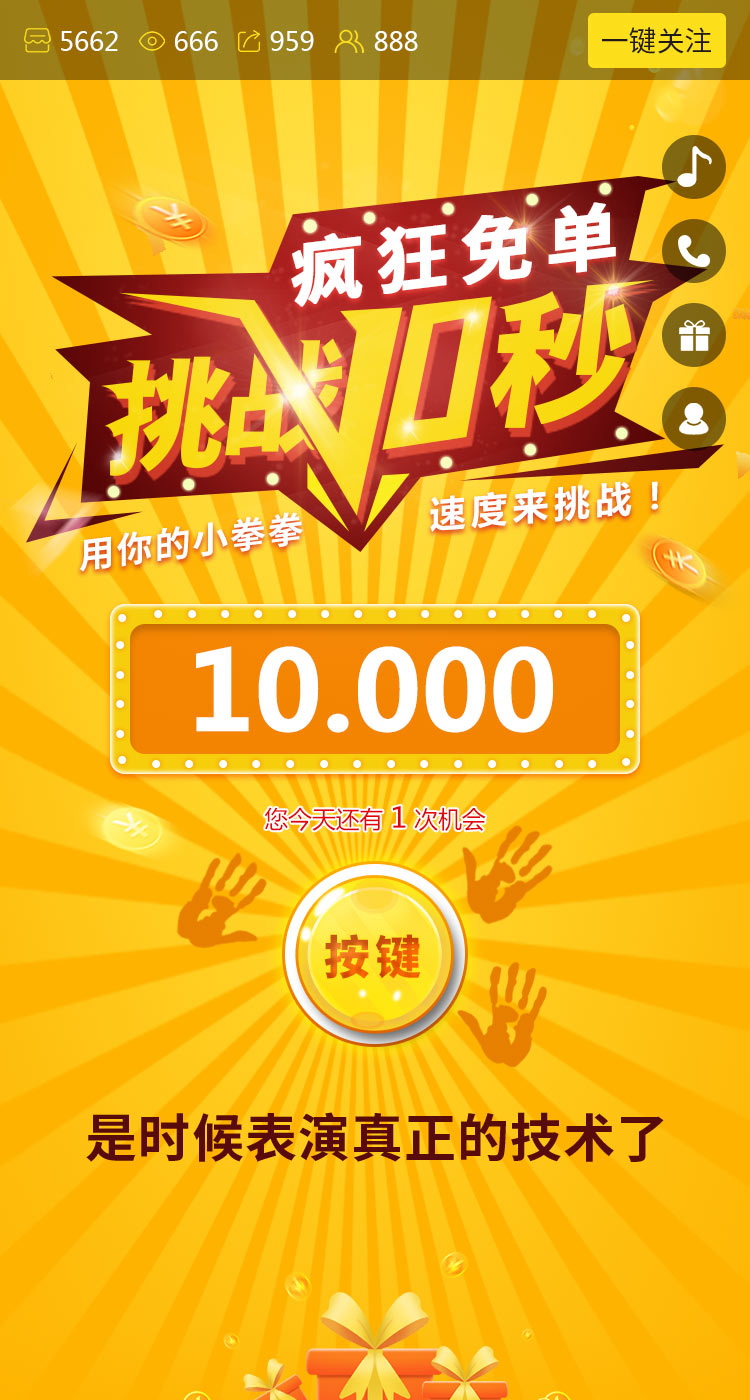 5662 666 959 888 一键关注
疯狂免单
挑战10秒
用你的小拳拳 速度来挑战！
10.000
您今天还有 1 次机会
按键
是时候表演真正的技术了